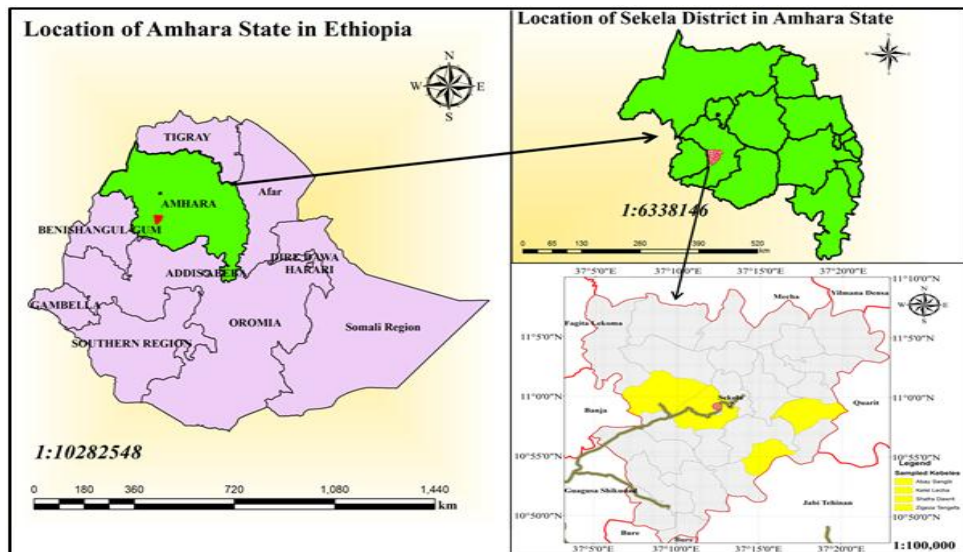 Location of Amhara State in Ethiopia
N
W E
S
TIGRAY
Afar
AMHARA
BENISHANGUL-GUM
DIRE DAWA
HARARI
ADDIS ABEBA
GAMBELLA
OROMIA
SOUTHERN REGION
Somali Region
1:10282548
0 180 360 720 1,080 1,440
km
Location of Sekela District in Amhara State
N
W E
S
1:6338146
0 65 130 260 390 520
km
37°5'0"E 37°10'0"E 37°15'0"E 37°20'0"E
11°10'0"N
Mecha
Yilmana Densa
Fagita Lokoma
11°5'0"N 11°5'0"N
11°0'0"N 11°0'0"N
Sekela
Quarit
Banja
10°55'0"N 10°55'0"N
Legend
Sampled Kebeles
Abay Sangib
Kelel Lecha
Zigeza Tengefa
Guagusa Shikudad
Jabi Tehinan
10°50'0"N 10°50'0"N
Bure
Bure
1:100,000
37°5'0"E 37°10'0"E 37°15'0"E 37°20'0"E